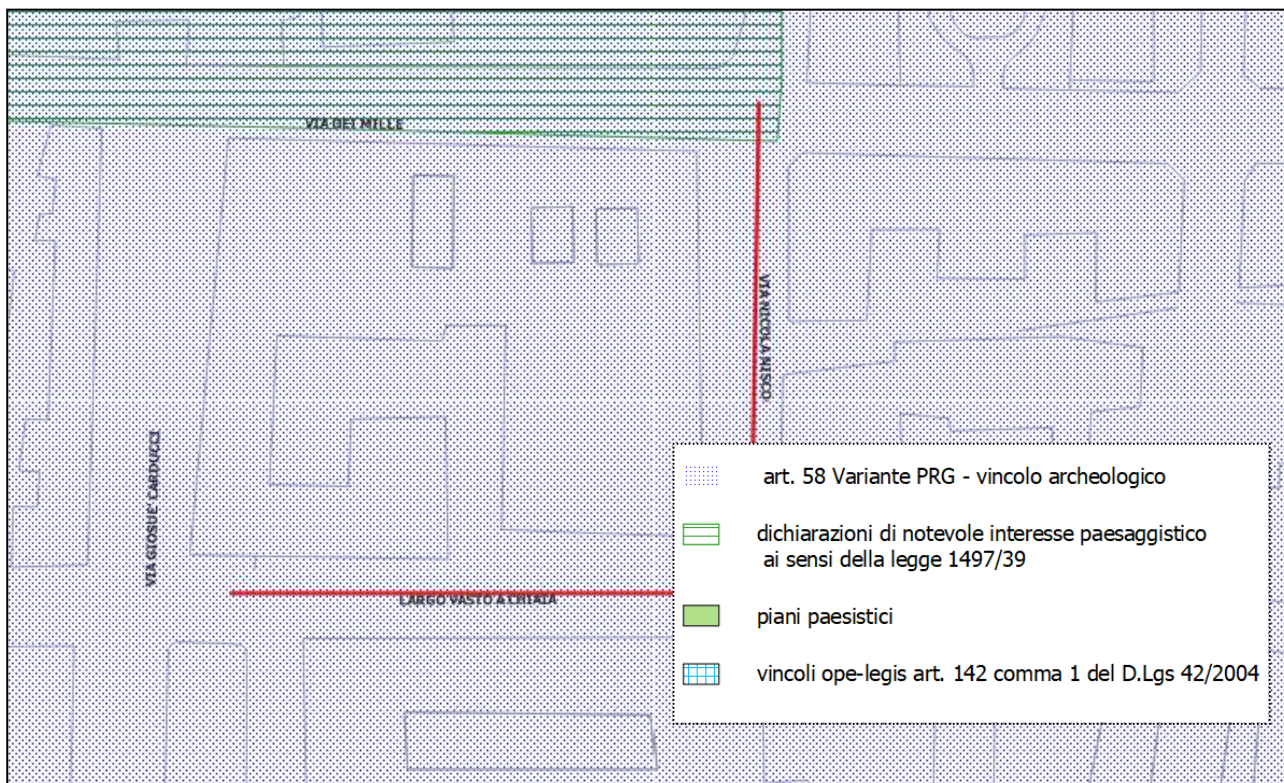 VIA DEI MILLE
VIA NICOLA NISCO
VIA GIOSUE' CARDUCCI
LARGO VASTO A CHIAIA
art. 58 Variante PRG - vincolo archeologico
dichiarazioni di notevole interesse paesaggistico
ai sensi della legge 1497/39
piani paesistici
vincoli ope-legis art. 142 comma 1 del D.Lgs 42/2004